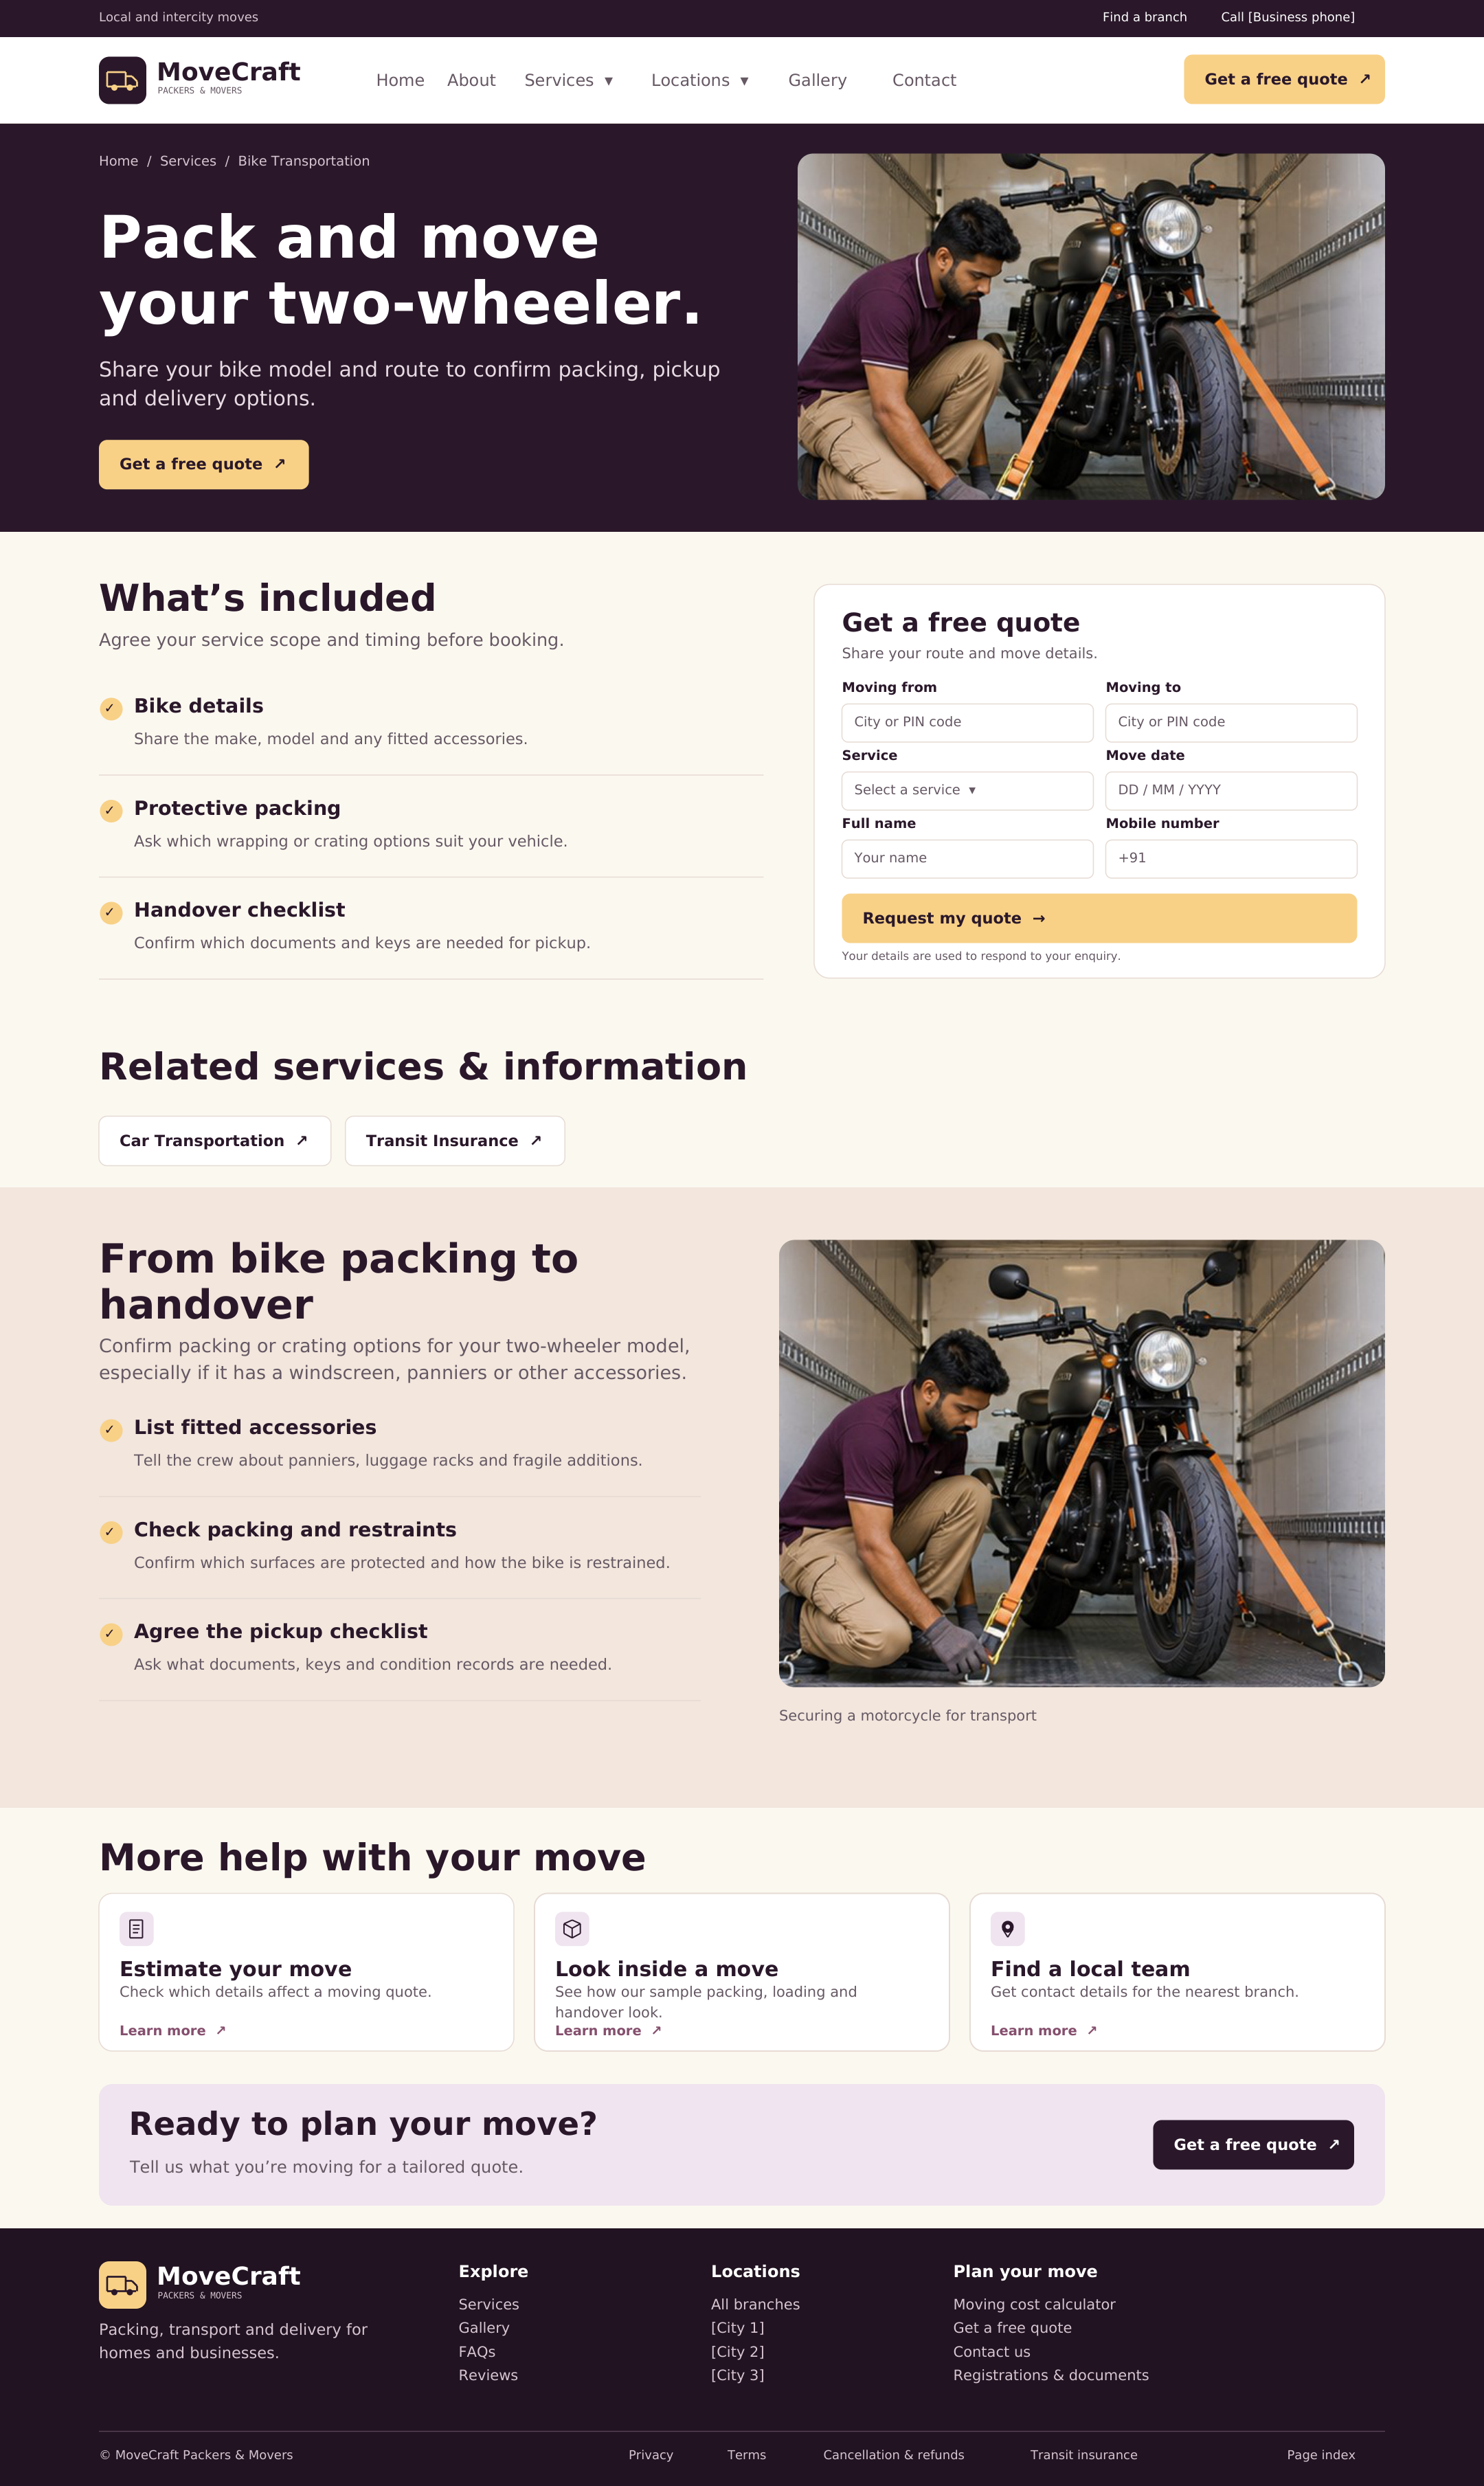 Local and intercity moves
Find a branch
Call [Business phone]
MoveCraft
PACKERS & MOVERS
Home
About
Services ▾
Locations ▾
Gallery
Contact
Get a free quote ↗
Home / Services / Bike Transportation
Pack and move
your two-wheeler.
Share your bike model and route to confirm packing, pickup
and delivery options.
Get a free quote ↗
What’s included
Agree your service scope and timing before booking.
✓ Bike details
Share the make, model and any fitted accessories.
✓ Protective packing
Ask which wrapping or crating options suit your vehicle.
✓ Handover checklist
Confirm which documents and keys are needed for pickup.
Get a free quote
Share your route and move details.
Moving from
Moving to
City or PIN code
City or PIN code
Service
Move date
Select a service ▾
DD / MM / YYYY
Full name
Mobile number
Your name
+91
Request my quote →
Your details are used to respond to your enquiry.
Related services & information
Car Transportation ↗
Transit Insurance ↗
From bike packing to
handover
Confirm packing or crating options for your two-wheeler model,
especially if it has a windscreen, panniers or other accessories.
✓ List fitted accessories
Tell the crew about panniers, luggage racks and fragile additions.
✓ Check packing and restraints
Confirm which surfaces are protected and how the bike is restrained.
✓ Agree the pickup checklist
Ask what documents, keys and condition records are needed.
Securing a motorcycle for transport
More help with your move
Estimate your move
Check which details affect a moving quote.
Learn more ↗
Look inside a move
See how our sample packing, loading and
handover look.
Learn more ↗
Find a local team
Get contact details for the nearest branch.
Learn more ↗
Ready to plan your move?
Tell us what you’re moving for a tailored quote.
Get a free quote ↗
MoveCraft
PACKERS & MOVERS
Packing, transport and delivery for
homes and businesses.
Explore
Services
Gallery
FAQs
Reviews
Locations
All branches
[City 1]
[City 2]
[City 3]
Plan your move
Moving cost calculator
Get a free quote
Contact us
Registrations & documents
© MoveCraft Packers & Movers
Privacy
Terms
Cancellation & refunds
Transit insurance
Page index